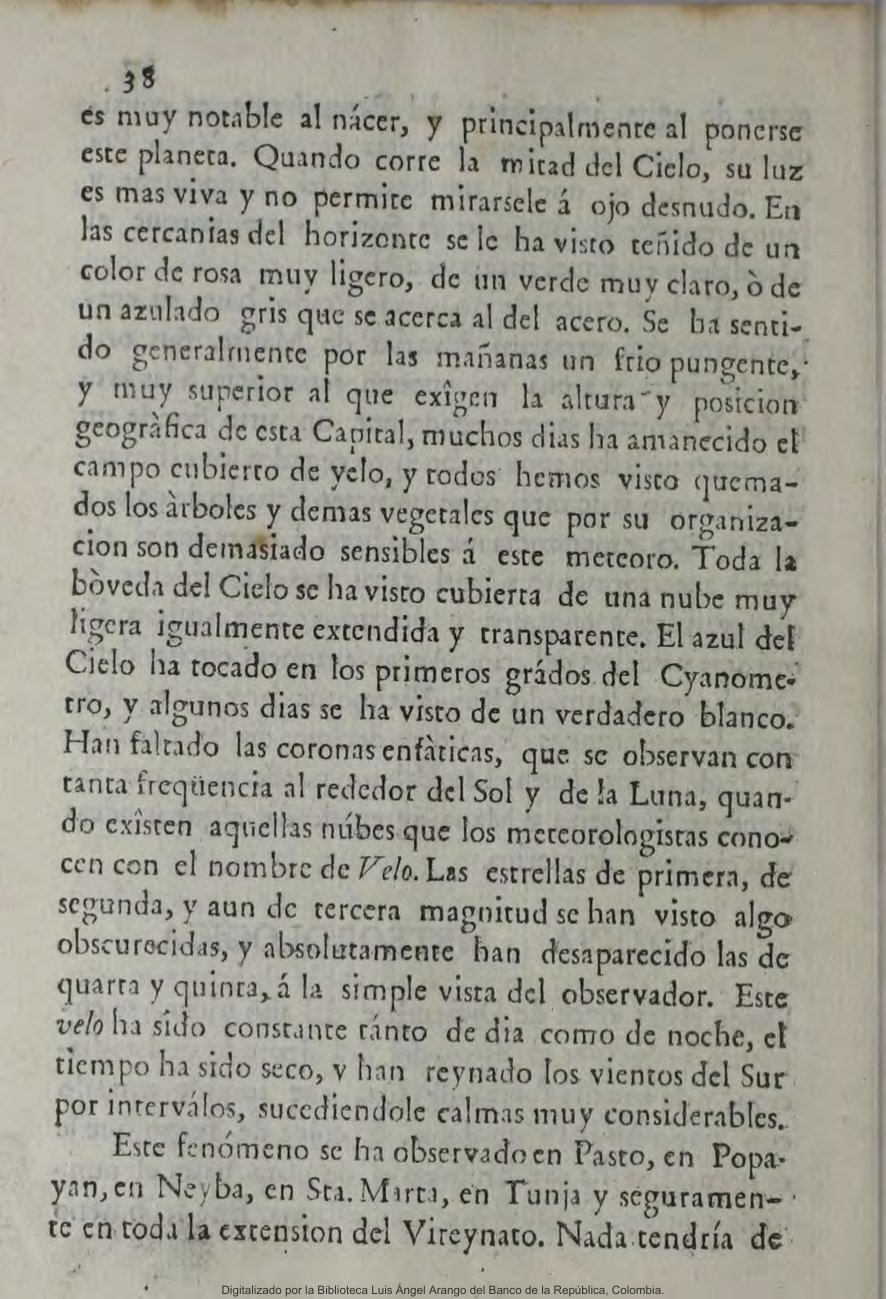 38
es muy notable al nácer, y principalmente al ponerse
este planeta. Quando corre la mitad del Cielo, su luz
es mas viva y no permite mirarsele á ojo desnudo. En
las cercanias del horizonte se le ha visto teñido de un
color de rosa muy ligero, de un verde muy claro, ò de
un azulado gris que se acerca al del acero. Se ha senti-
do generalmente por las mañanas un frio pungente,
y muy superior al que exîgen la altura y posicion
geogràfica de esta Capital, muchos dias ha amanecido el
campo cubierto de yelo, y todos hemos visto quema-
dos los àrboles y demas vegetales que por su organiza-
cion son demasiado sensibles á este meteoro. Toda la
bòveda del Cielo se ha visto cubierta de una nube muy
ligera igualmente extendida y transparente. El azul del
Cielo ha tocado en los primeros grádos del Cyanome-
tro, y algunos dias se ha visto de un verdadero blanco.
Han faltado las coronas enfàticas, que se observan con
tanta freqüencia al rededor del Sol y de la Luna, quan-
do exîsten aquellas núbes que los meteorologistas cono-
cen con el nombre de Velo. Las estrellas de primera, de
segunda, y aun de tercera magnitud se han visto algo
obscurecidas, y absolutamente han desaparecido las de
quarta y quinta, á la simple vista del observador. Este
velo ha sído constante tánto de dia como de noche, el
tiempo ha sido seco, y han reynado los vientos del Sur
por interválos, sucediendole calmas muy considerables.
Este fenómeno se ha observado en Pasto, en Popa-
yan, en Neyba, en Sta. Marta, en Tunja y seguramen-
te en toda la extension del Vireynato. Nada tendría de
Digitalizado por la Biblioteca Luis Ángel Arango del Banco de la República, Colombia.